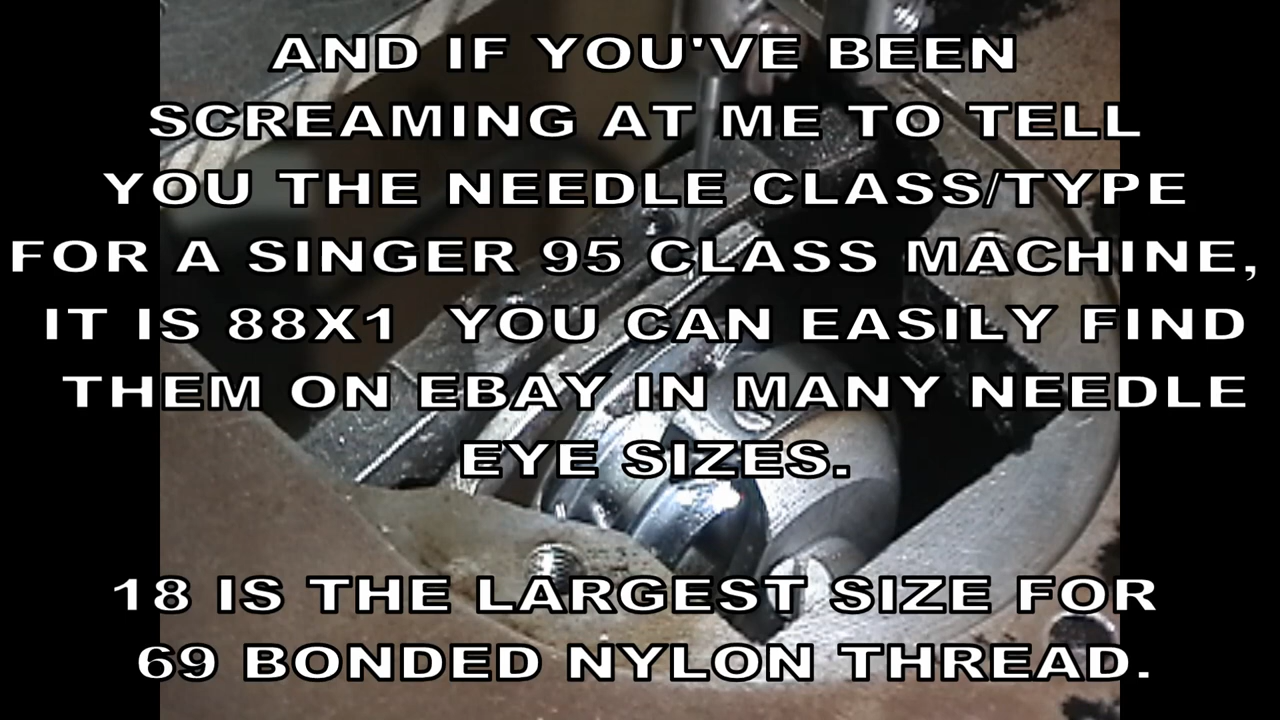 AND IF YOU'VE BEEN
SCREAMING AT ME TO TELL
YOU THE NEEDLE CLASS/TYPE
FOR A SINGER 95 CLASS MACHINE,
IT IS 88X1  YOU CAN EASILY FIND
THEM ON EBAY IN MANY NEEDLE
EYE SIZES.
18 IS THE LARGEST SIZE FOR
69 BONDED NYLON THREAD.